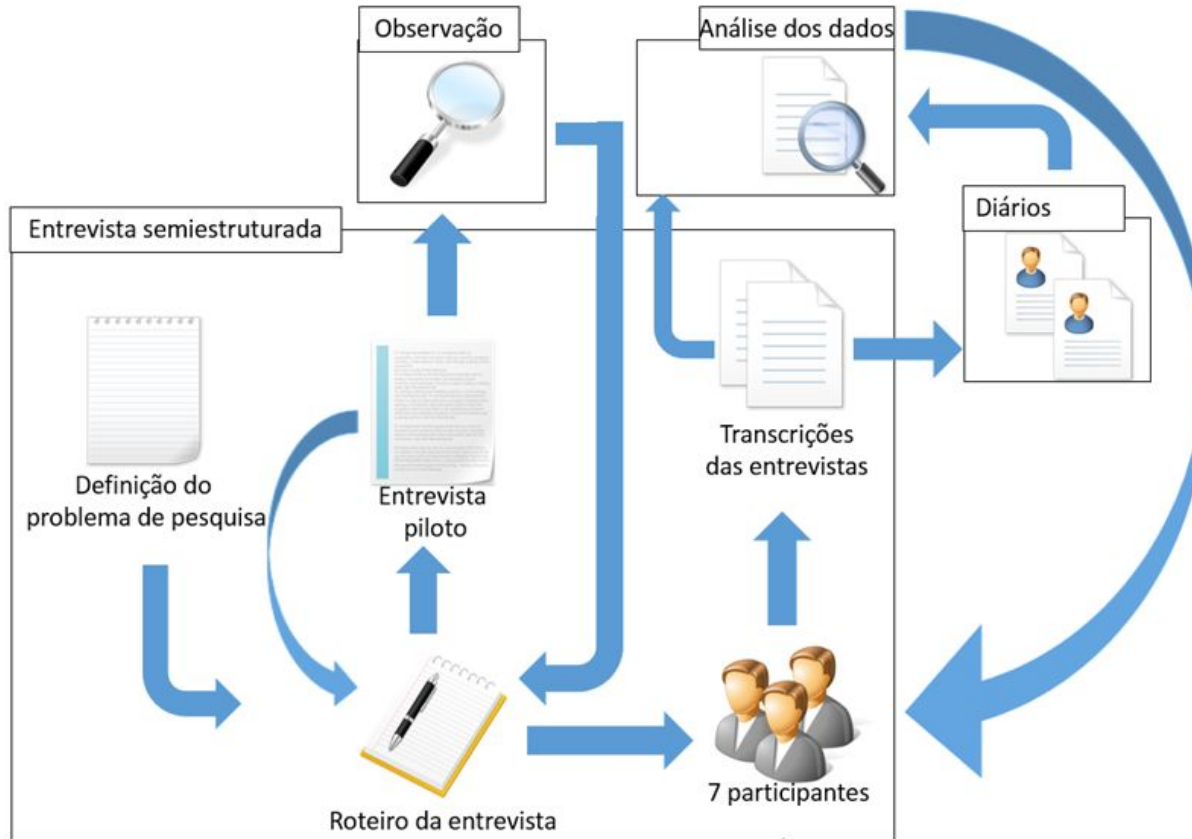 Observação
Análise dos dados
Diários
Entrevista semiestruturada
Definição do
problema de pesquisa
Entrevista
piloto
Transcrições
das entrevistas
Roteiro da entrevista
7 participantes